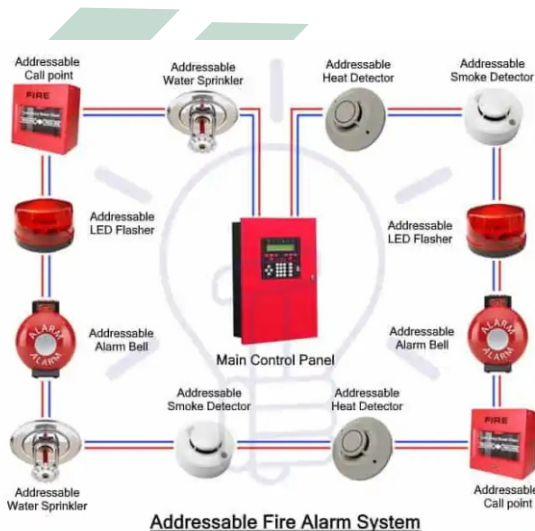 Addressable
Call point
Addressable
Water Sprinkler
Addressable
Heat Detector
Addressable
Smoke Detector
FIRE
Addressable
LED Flasher
Addressable
LED Flasher
ALARM
ALARM
Addressable
Alarm Bell
Main Control Panel
ALARM
ALARM
Addressable
Alarm Bell
Addressable
Smoke Detector
Addressable
Heat Detector
FIRE
Addressable
Water Sprinkler
Addressable
Call point
Addressable Fire Alarm System